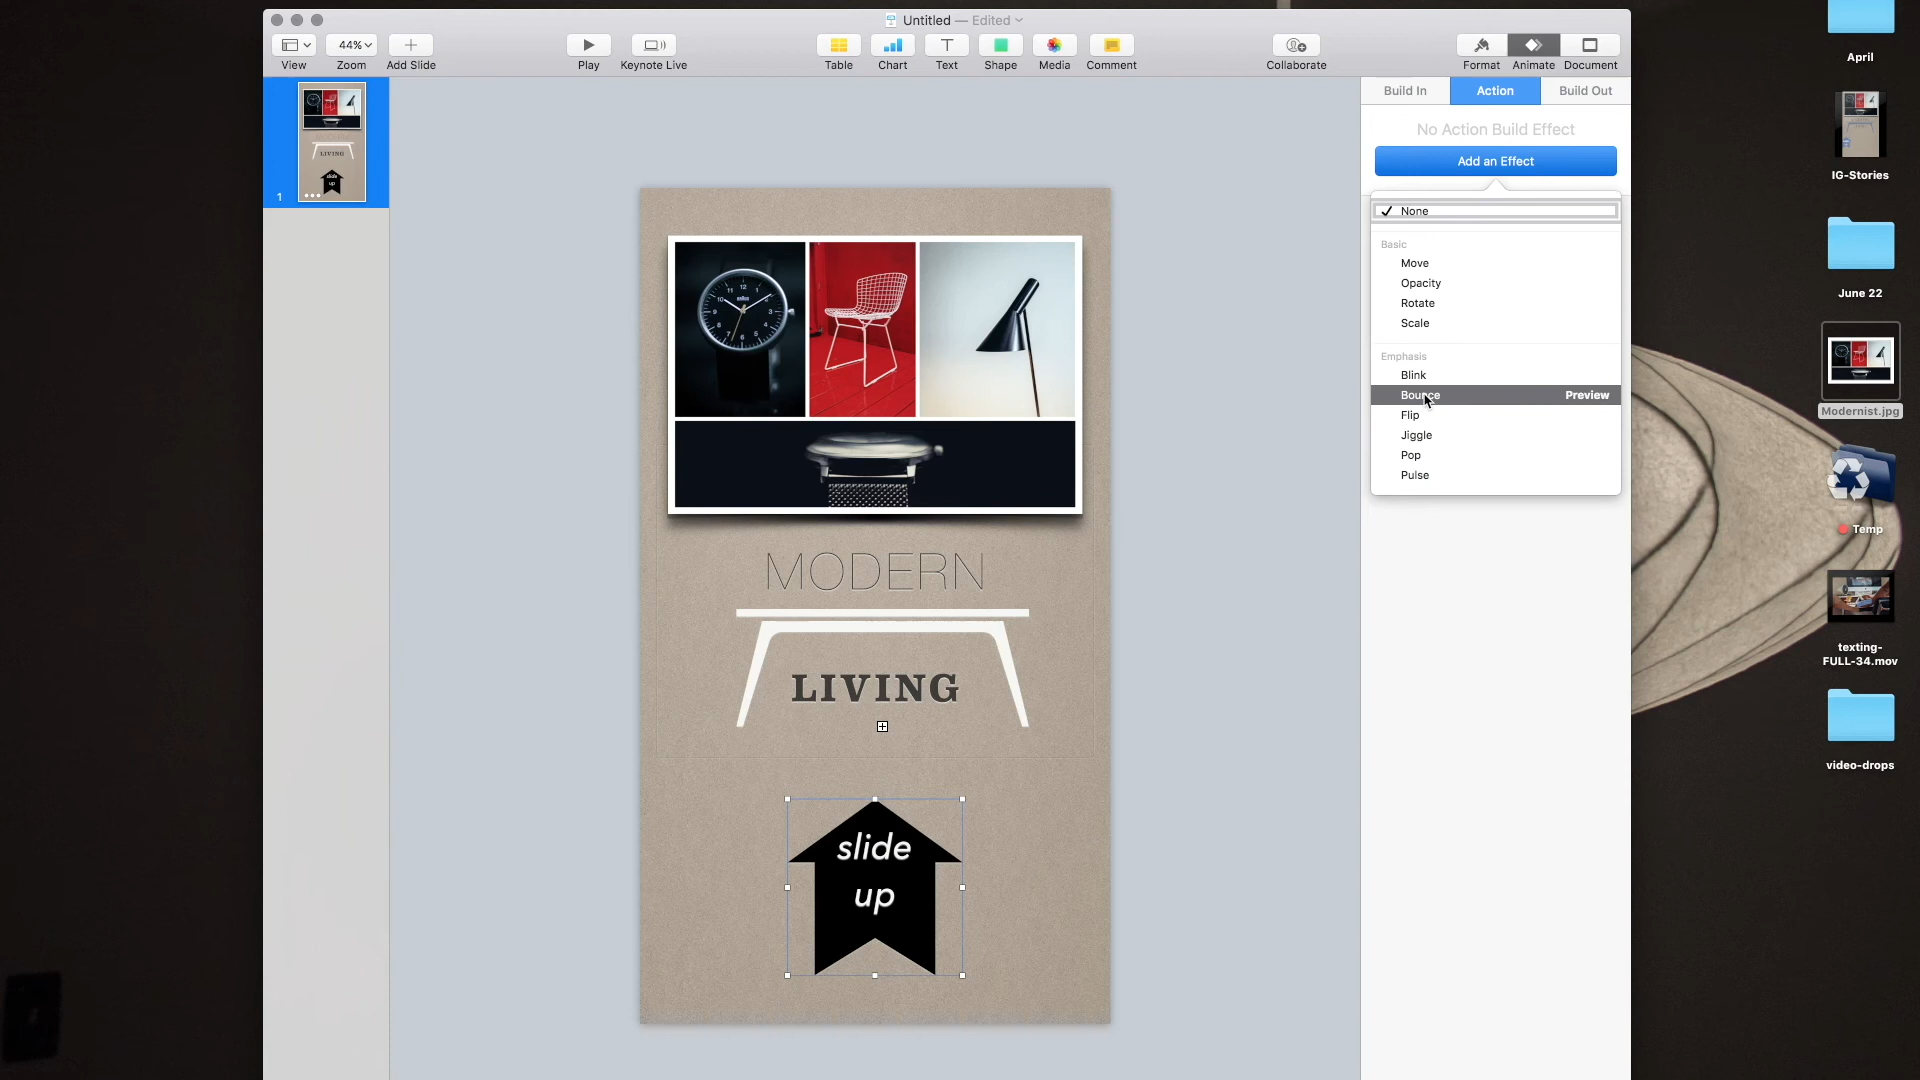 Untitled — Edited
View
44%
Zoom
Add Slide
Play
Keynote Live
Table
Chart
Text
Shape
Media
Comment
Collaborate
Format
Animate
Document
Build In
Action
Build Out
No Action Build Effect
Add an Effect
✓ None
Basic
Move
Opacity
Rotate
Scale
Emphasis
Blink
Bounce Preview
Flip
Jiggle
Pop
Pulse
1
MODERN
LIVING
slide
up
April
IG-Stories
June 22
Modernist.jpg
Temp
texting-
FULL-34.mov
video-drops